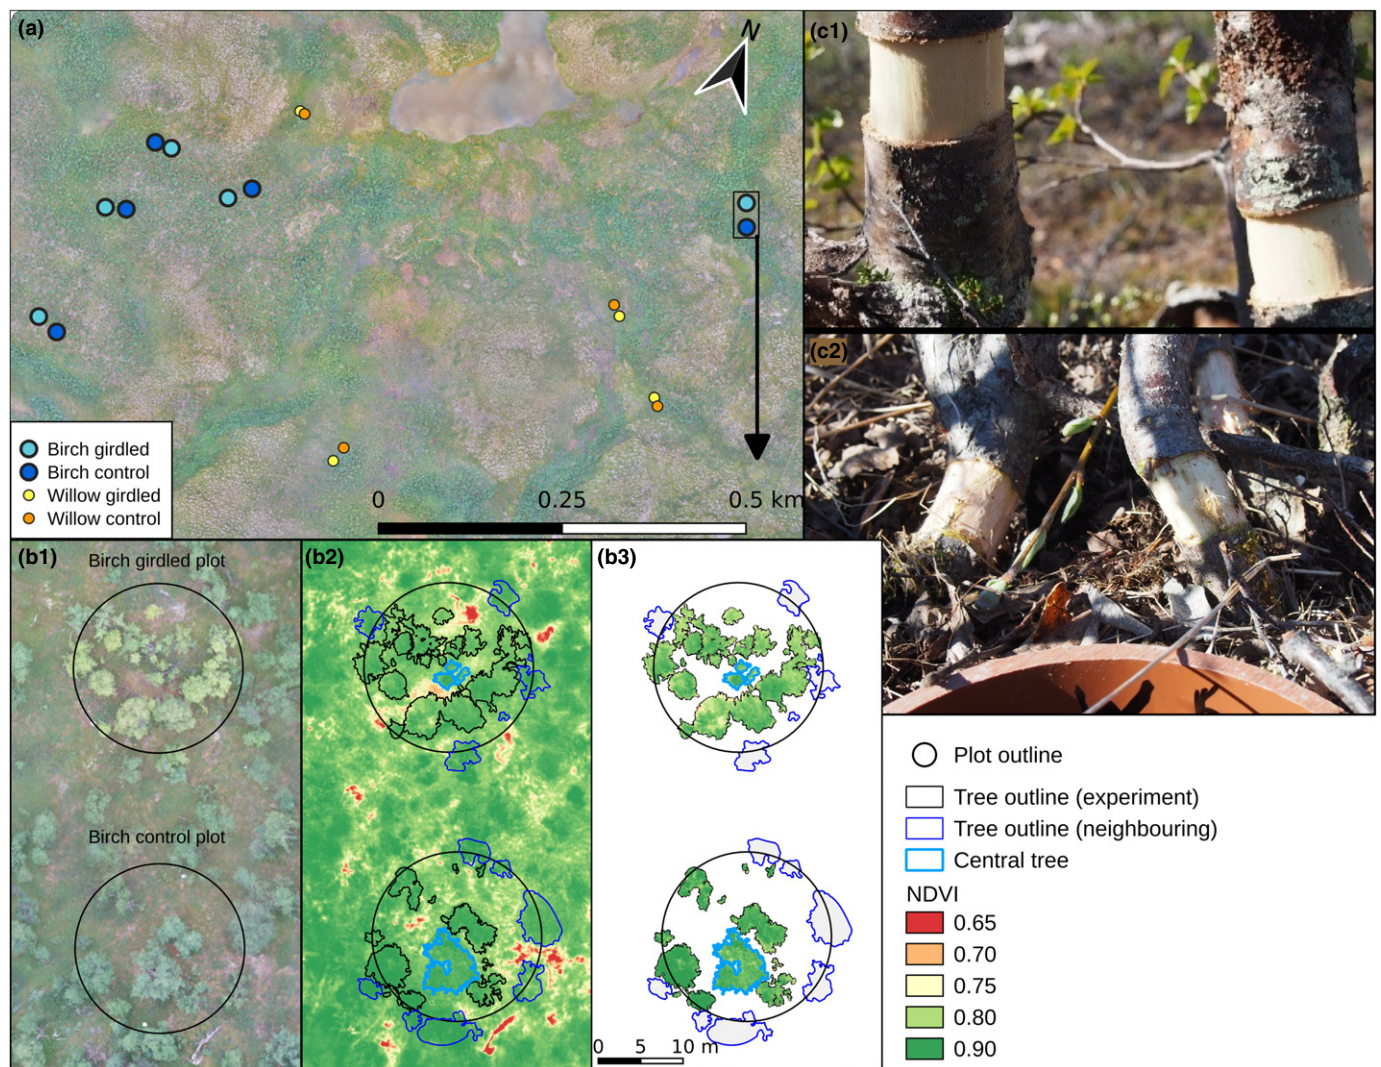 (a)
N
Birch girdled
Birch control
Willow girdled
Willow control
0 0.25 0.5 km
(c1)
(c2)
(b1)
Birch girdled plot
Birch control plot
(b2)
(b3)
0 5 10 m
Plot outline
Tree outline (experiment)
Tree outline (neighbouring)
Central tree
NDVI
0.65
0.70
0.75
0.80
0.90